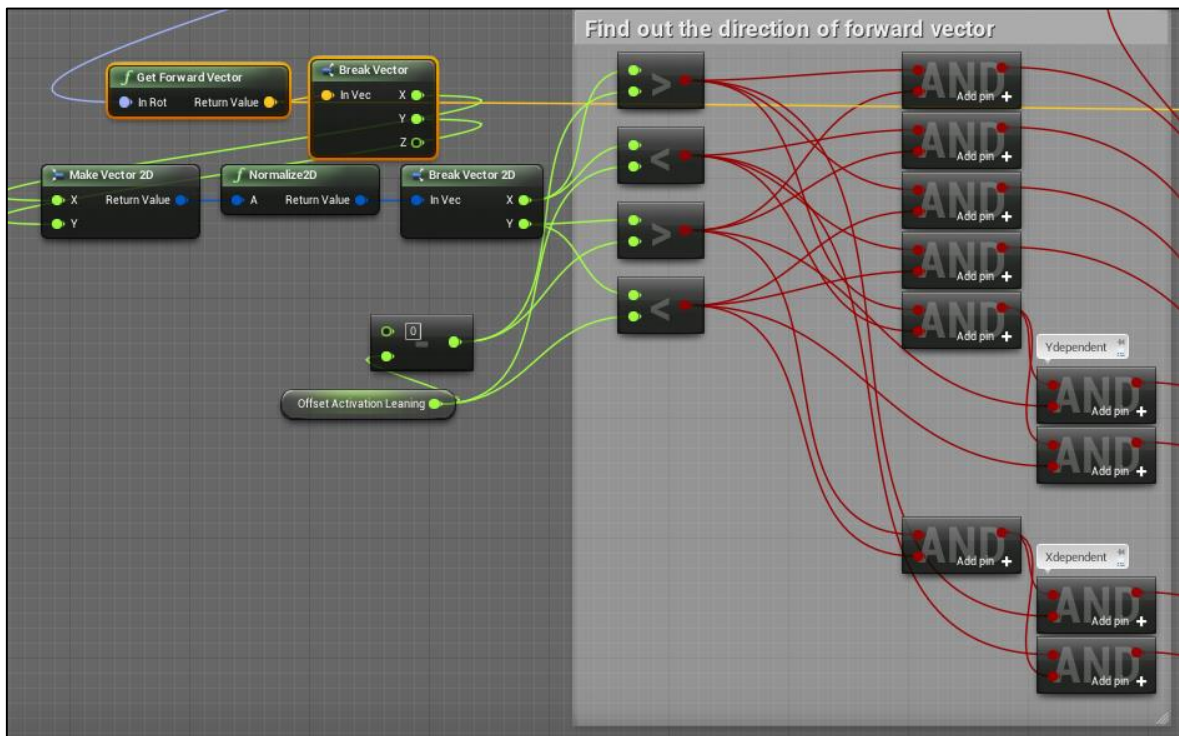 Find out the direction of forward vector
f Get Forward Vector
In Rot Return Value
Break Vector
In Vec X
Y
Z
Make Vector 2D
X Return Value
Y
f Normalize2D
A Return Value
Break Vector 2D
In Vec X
Y
>
<
>
<
0
-
Offset Activation Leaning
AND
Add pin +
AND
Add pin +
AND
Add pin +
AND
Add pin +
AND
Add pin +
Ydependent
AND
Add pin +
AND
Add pin +
AND
Add pin +
Xdependent
AND
Add pin +
AND
Add pin +